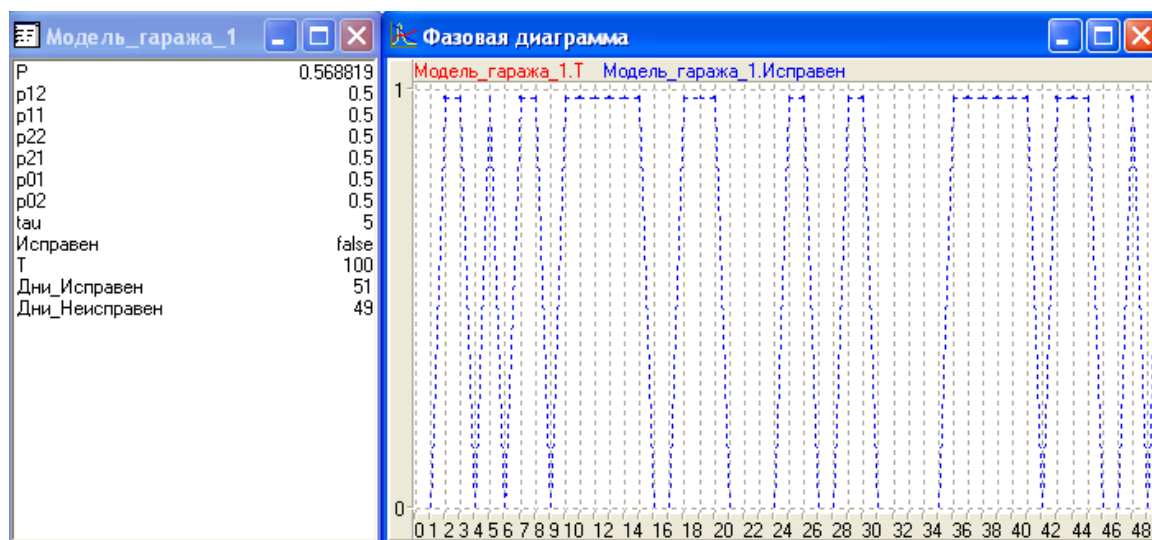 Модель_гаража_1
P 0.568819
p12 0.5
p11 0.5
p22 0.5
p21 0.5
p01 0.5
p02 0.5
tau 5
Исправен false
T 100
Дни_Исправен 51
Дни_Неисправен 49
Фазовая диаграмма
Модель_гаража_1.T Модель_гаража_1.Исправен
1
0
0 1 2 3 4 5 6 7 8 9 10 12 14 16 18 20 22 24 26 28 30 32 34 36 38 40 42 44 46 48